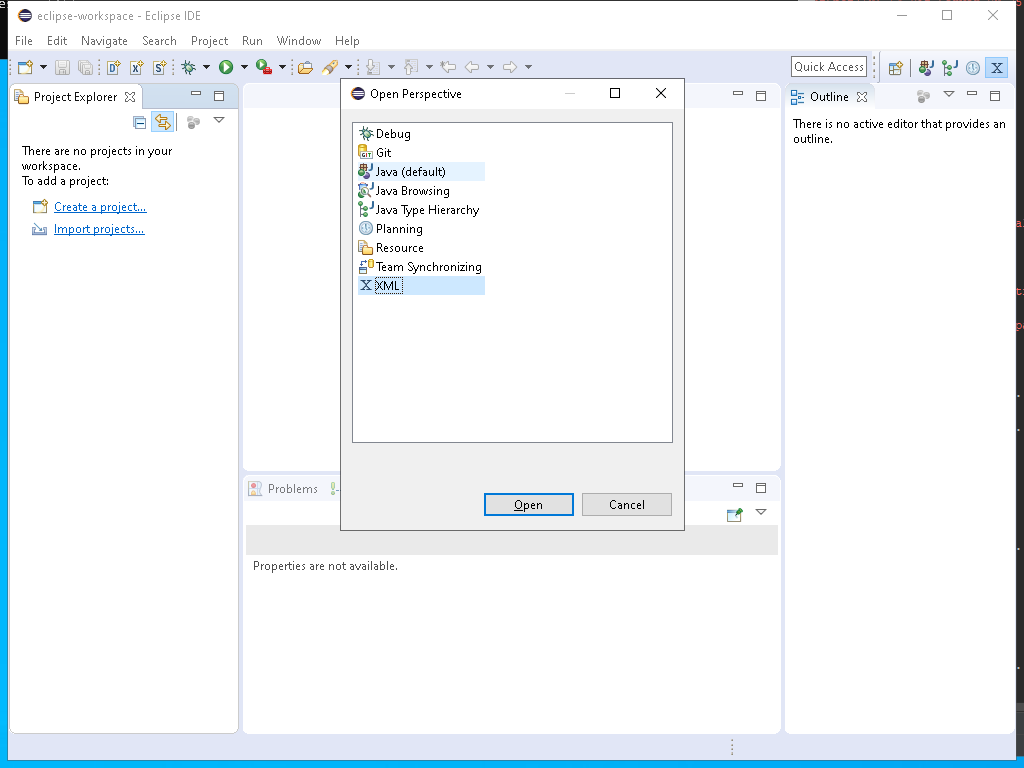 eclipse-workspace - Eclipse IDE
File Edit Navigate Search Project Run Window Help
Quick Access
Project Explorer
There are no projects in your
workspace.
To add a project:
Create a project...
Import projects...
Open Perspective
Debug
Git
Java (default)
Java Browsing
Java Type Hierarchy
Planning
Resource
Team Synchronizing
XML
Open Cancel
Outline
There is no active editor that provides an
outline.
Problems
Properties are not available.